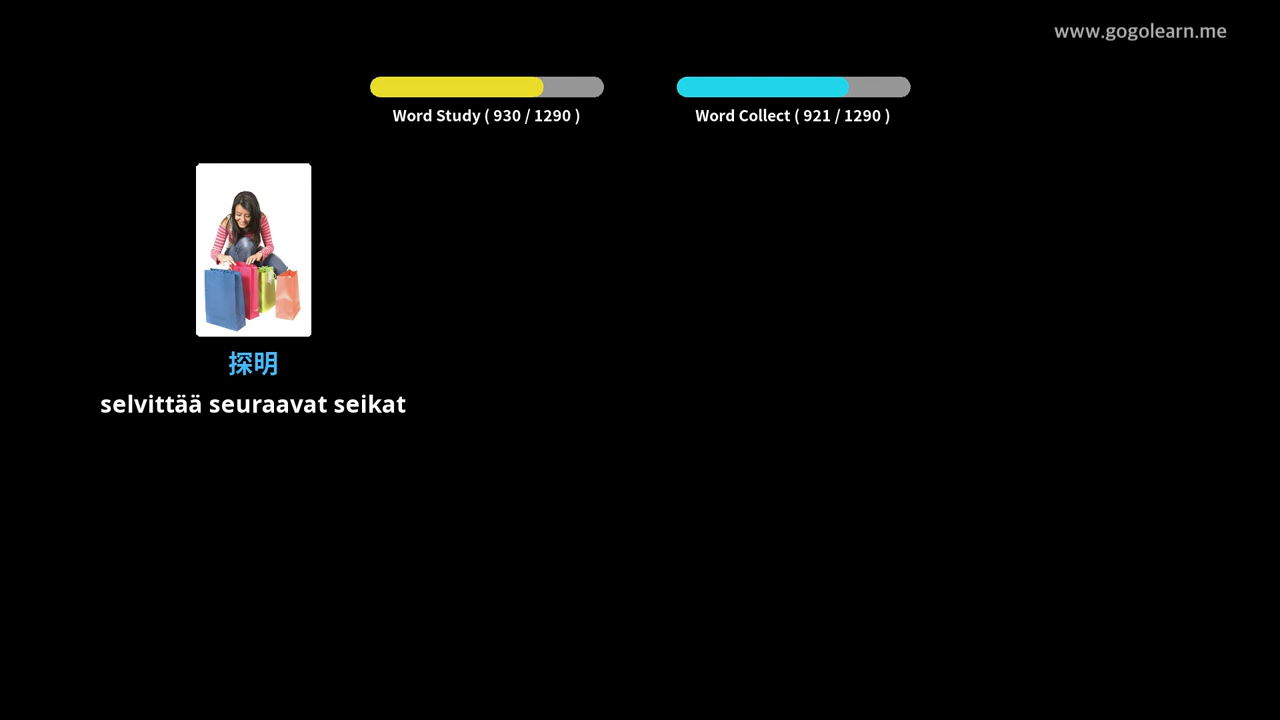 www.gogolearn.me
Word Study ( 930 / 1290 )
Word Collect ( 921 / 1290 )
探明
selvittää seuraavat seikat